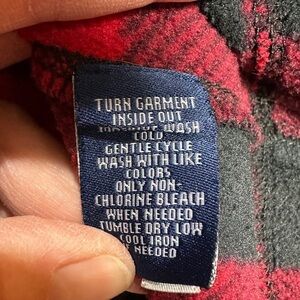 TURN GARMENT
INSIDE OUT
MACHINE WASH
COLD
GENTLE CYCLE
WASH WITH LIKE
COLORS
ONLY NON-
CHLORINE BLEACH
WHEN NEEDED
TUMBLE DRY LOW
COOL IRON
NEEDED